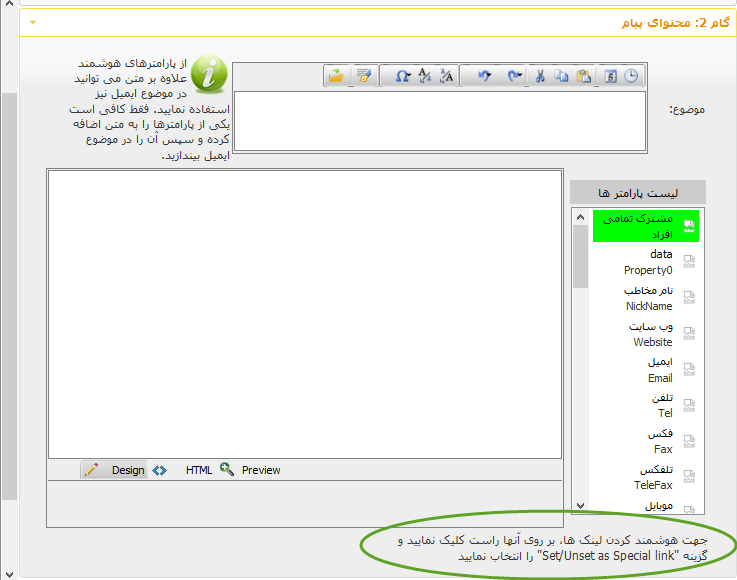 گام 2: محتوای پیام
موضوع:
از پارامترهای هوشمند
علاوه بر متن می توانید
در موضوع ایمیل نیز
استفاده نمایید. فقط کافی است
یکی از پارامترها را به متن اضافه
کرده و سپس آن را در موضوع
ایمیل بیندازید.
لیست پارامتر ها
مشترک تمامی
افراد
data
Property0
نام مخاطب
NickName
وب سایت
Website
ایمیل
Email
تلفن
Tel
فکس
Fax
تلفکس
TeleFax
موبایل
Design HTML Preview
جهت هوشمند کردن لینک ها، بر روی آنها راست کلیک نمایید و
گزینه "Set/Unset as Special link" را انتخاب نمایید